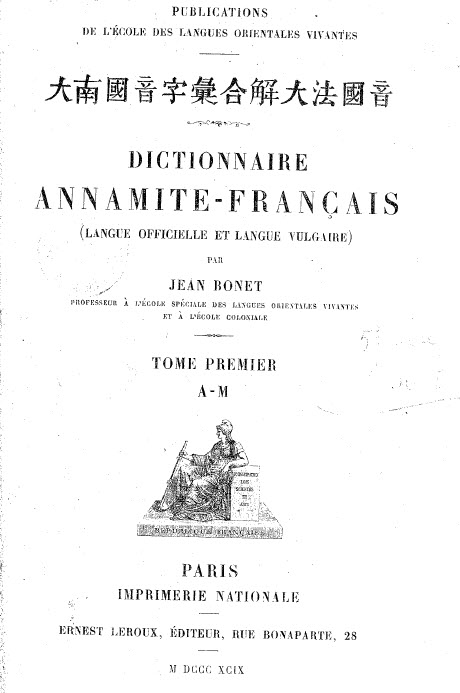 PUBLICATIONS
DE L'ÉCOLE DES LANGUES ORIENTALES VIVANTES
大南國音字彙合解大法國音
DICTIONNAIRE
ANNAMITE-FRANÇAIS
(LANGUE OFFICIELLE ET LANGUE VULGAIRE)
PAR
JEAN BONET
PROFESSEUR À L'ÉCOLE SPÉCIALE DES LANGUES ORIENTALES VIVANTES
ET À L'ÉCOLE COLONIALE
TOME PREMIER
A-M
RÉPUBLIQUE FRANÇAISE
PARIS
IMPRIMERIE NATIONALE
ERNEST LEROUX, ÉDITEUR, RUE BONAPARTE, 28
M DCCC XCIX